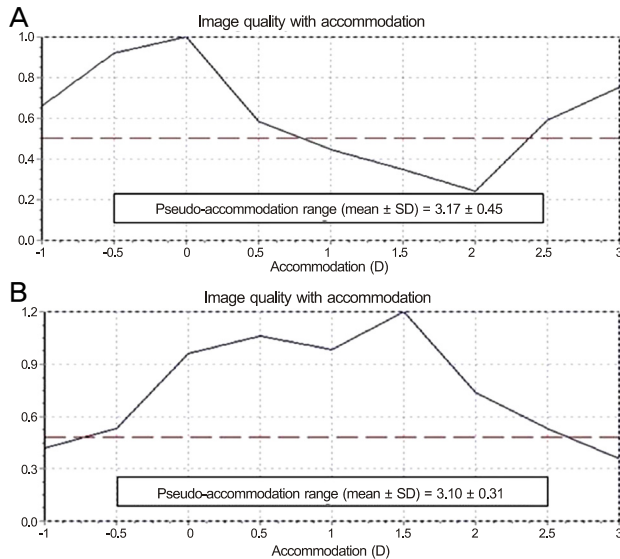 A
Image quality with accommodation
1.0
0.8
0.6
0.4
0.2
0.0
Pseudo-accommodation range (mean ± SD) = 3.17 ± 0.45
-1 -0.5 0 0.5 1 1.5 2 2.5 3
Accommodation (D)
B
Image quality with accommodation
1.2
0.9
0.6
0.3
0.0
Pseudo-accommodation range (mean ± SD) = 3.10 ± 0.31
-1 -0.5 0 0.5 1 1.5 2 2.5 3
Accommodation (D)